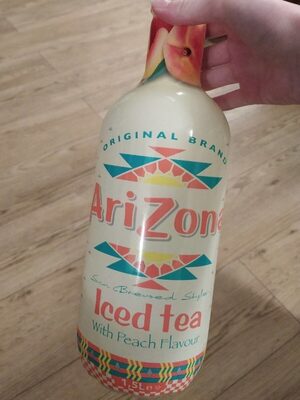 ORIGINAL BRAND
AriZona
Sun Brewed Style
Iced tea
With Peach Flavour
1,5L e